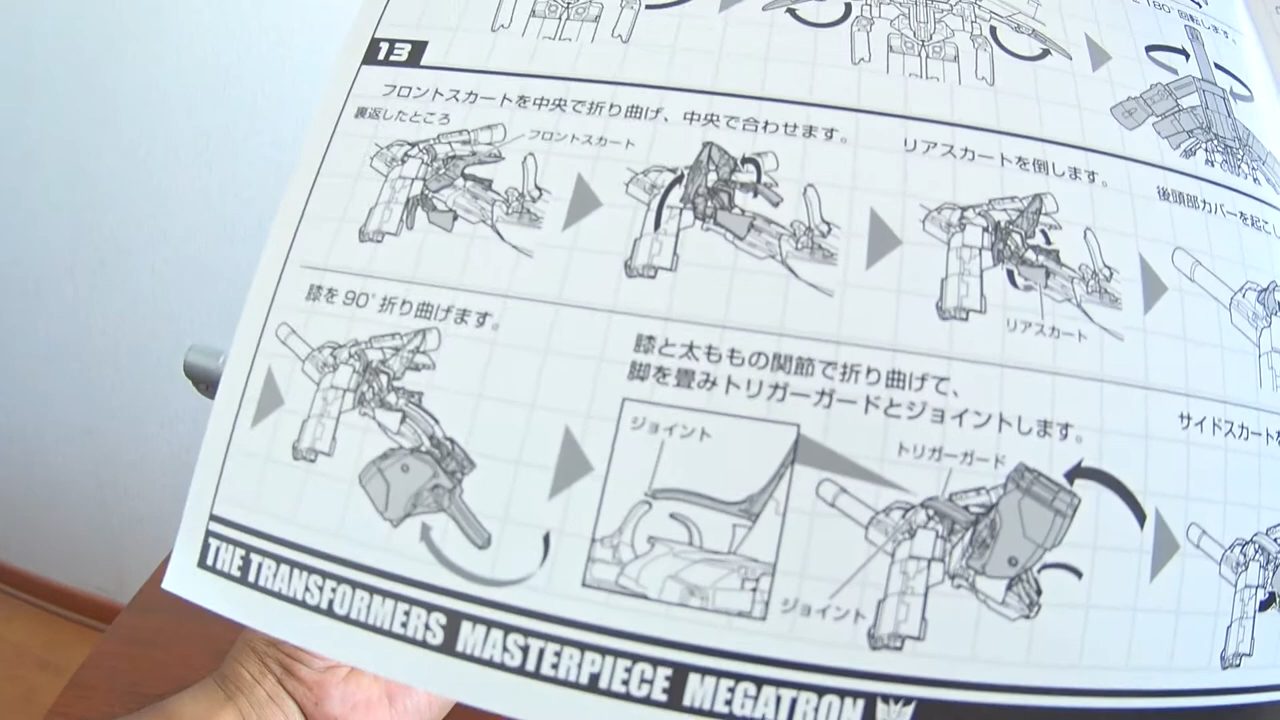 180°回転します。
13
フロントスカートを中央で折り曲げ、中央で合わせます。
裏返したところ
フロントスカート
リアスカートを倒します。
リアスカート
後頭部カバーを起こし
膝を90°折り曲げます。
膝と太ももの関節で折り曲げて、
脚を畳みトリガーガードとジョイントします。
ジョイント
トリガーガード
ジョイント
サイドスカートを
THE TRANSFORMERS MASTERPIECE MEGATRON